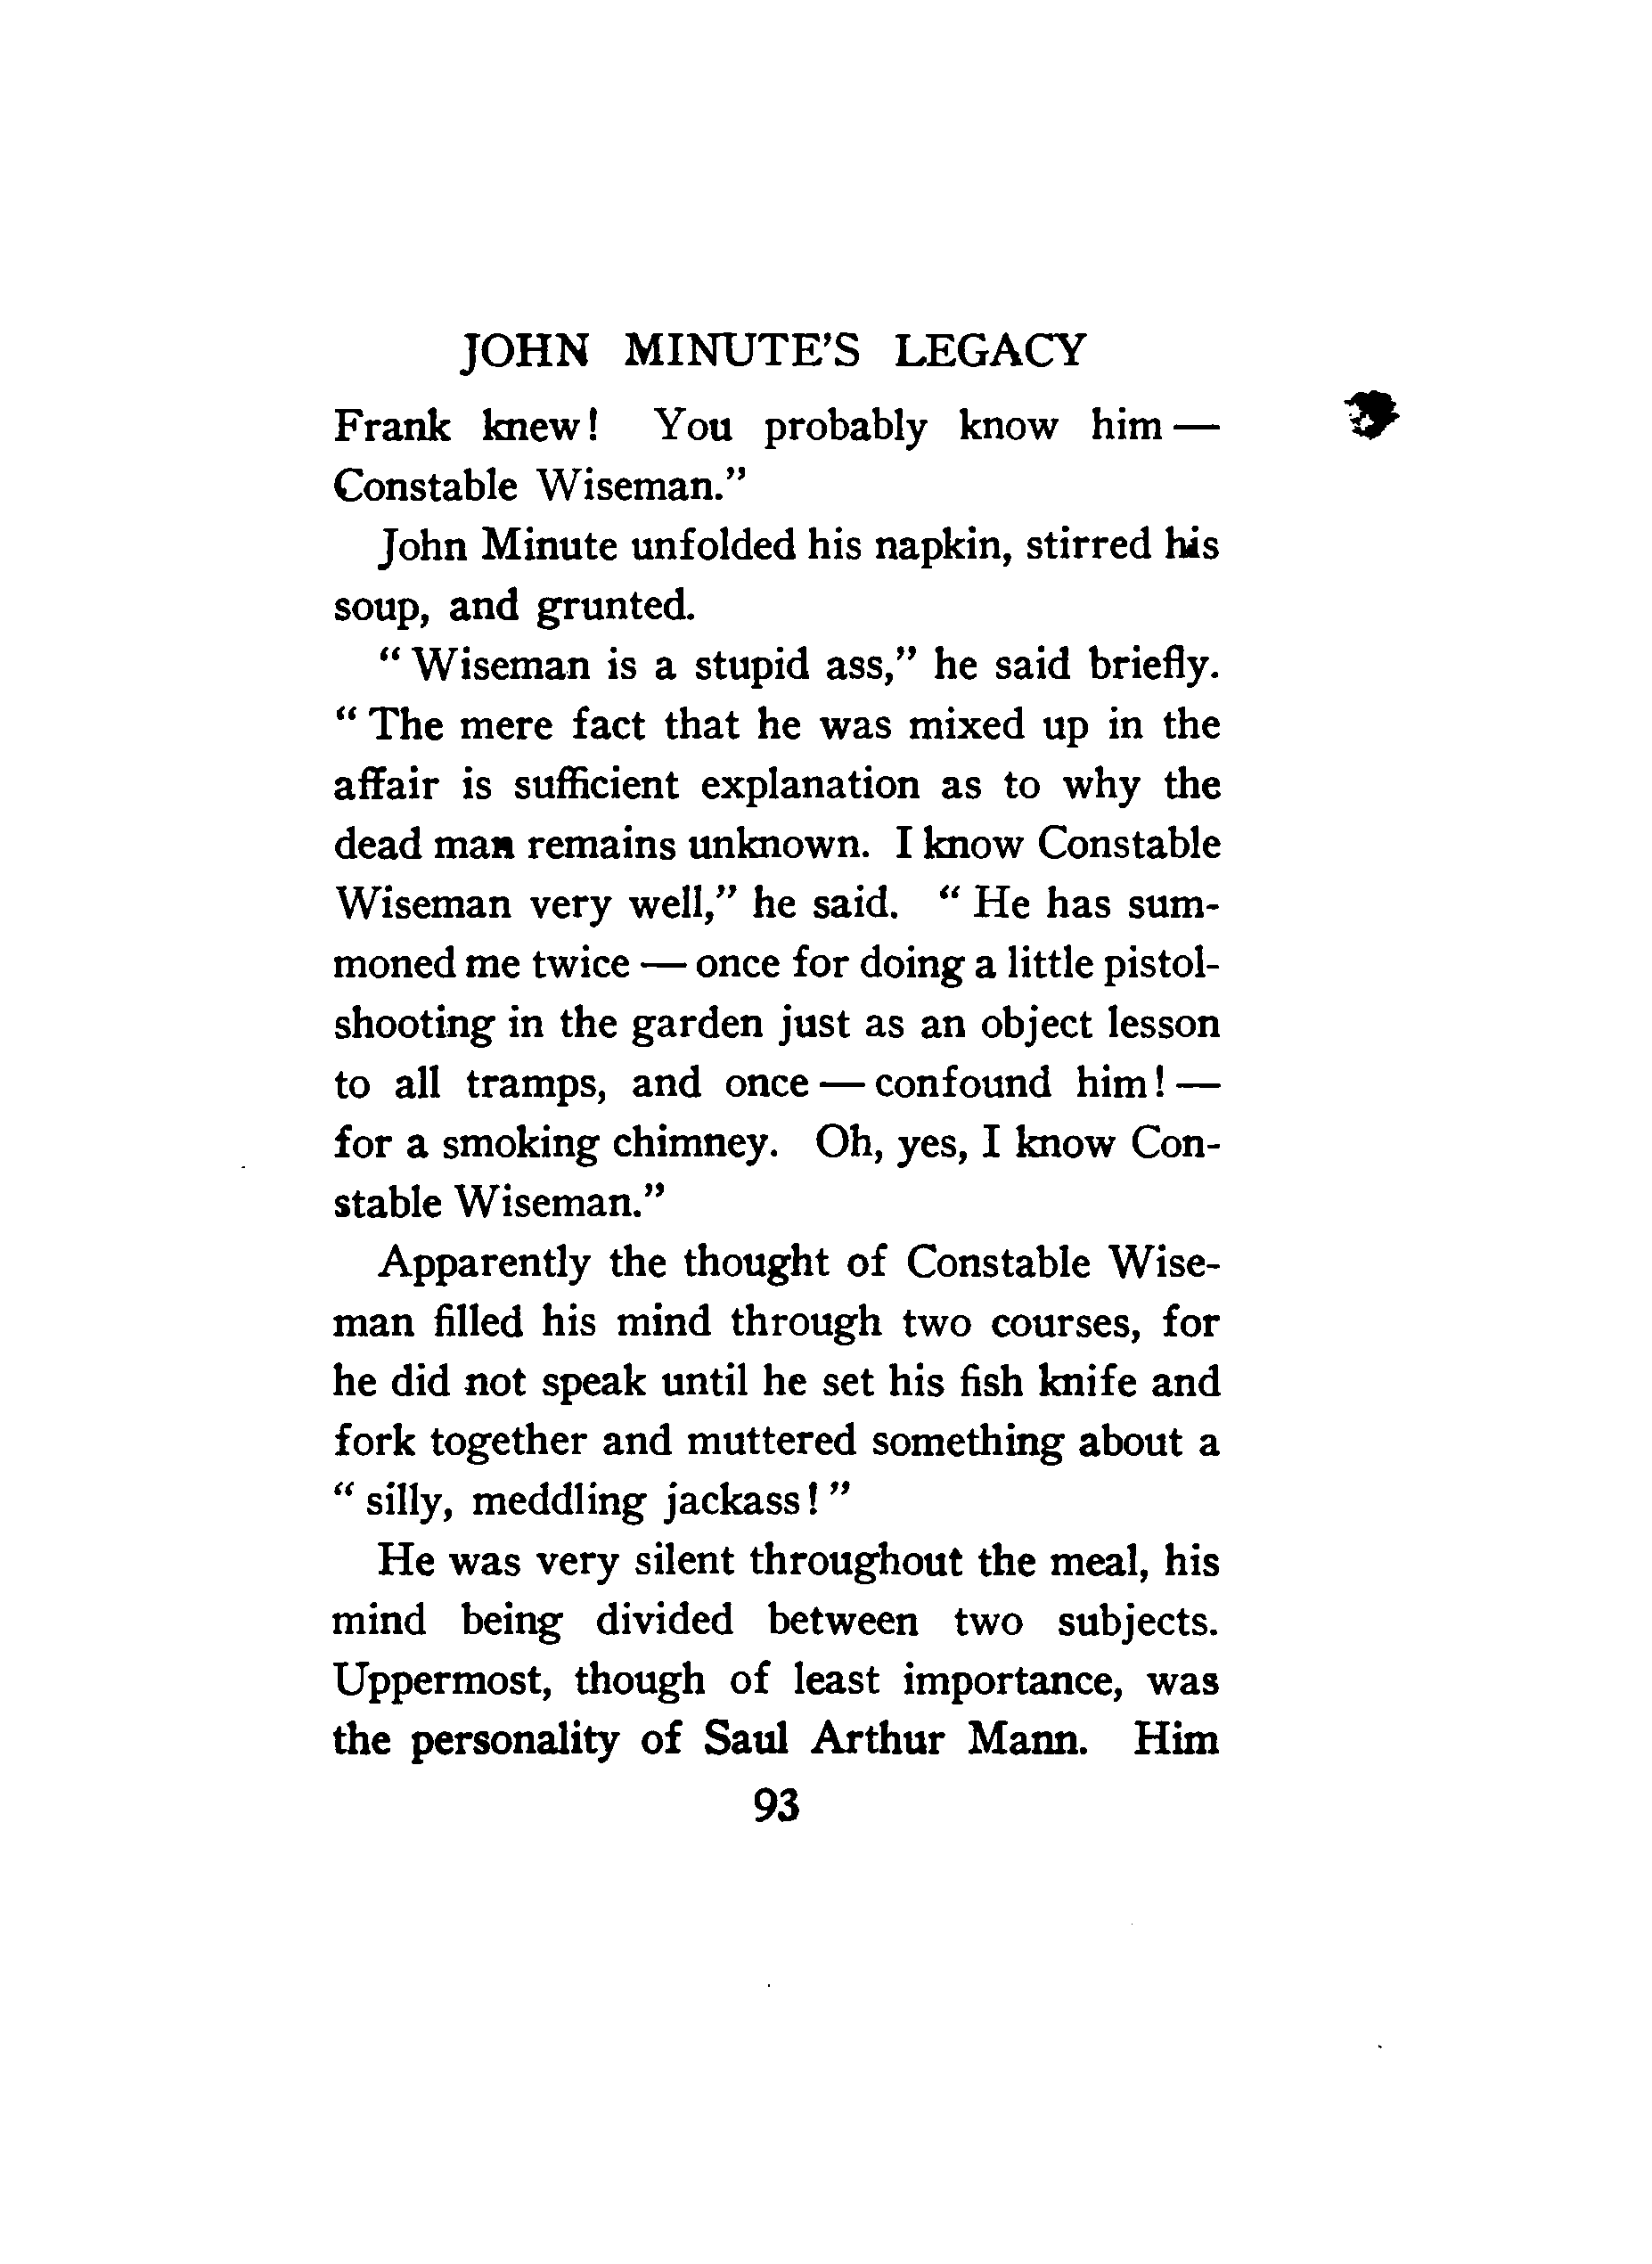 JOHN MINUTE'S LEGACY
Frank knew! You probably know him —
Constable Wiseman."
John Minute unfolded his napkin, stirred his
soup, and grunted.
" Wiseman is a stupid ass," he said briefly.
" The mere fact that he was mixed up in the
affair is sufficient explanation as to why the
dead man remains unknown. I know Constable
Wiseman very well," he said. " He has sum-
moned me twice — once for doing a little pistol-
shooting in the garden just as an object lesson
to all tramps, and once — confound him! —
for a smoking chimney. Oh, yes, I know Con-
stable Wiseman."
Apparently the thought of Constable Wise-
man filled his mind through two courses, for
he did not speak until he set his fish knife and
fork together and muttered something about a
" silly, meddling jackass! "
He was very silent throughout the meal, his
mind being divided between two subjects.
Uppermost, though of least importance, was
the personality of Saul Arthur Mann. Him
93